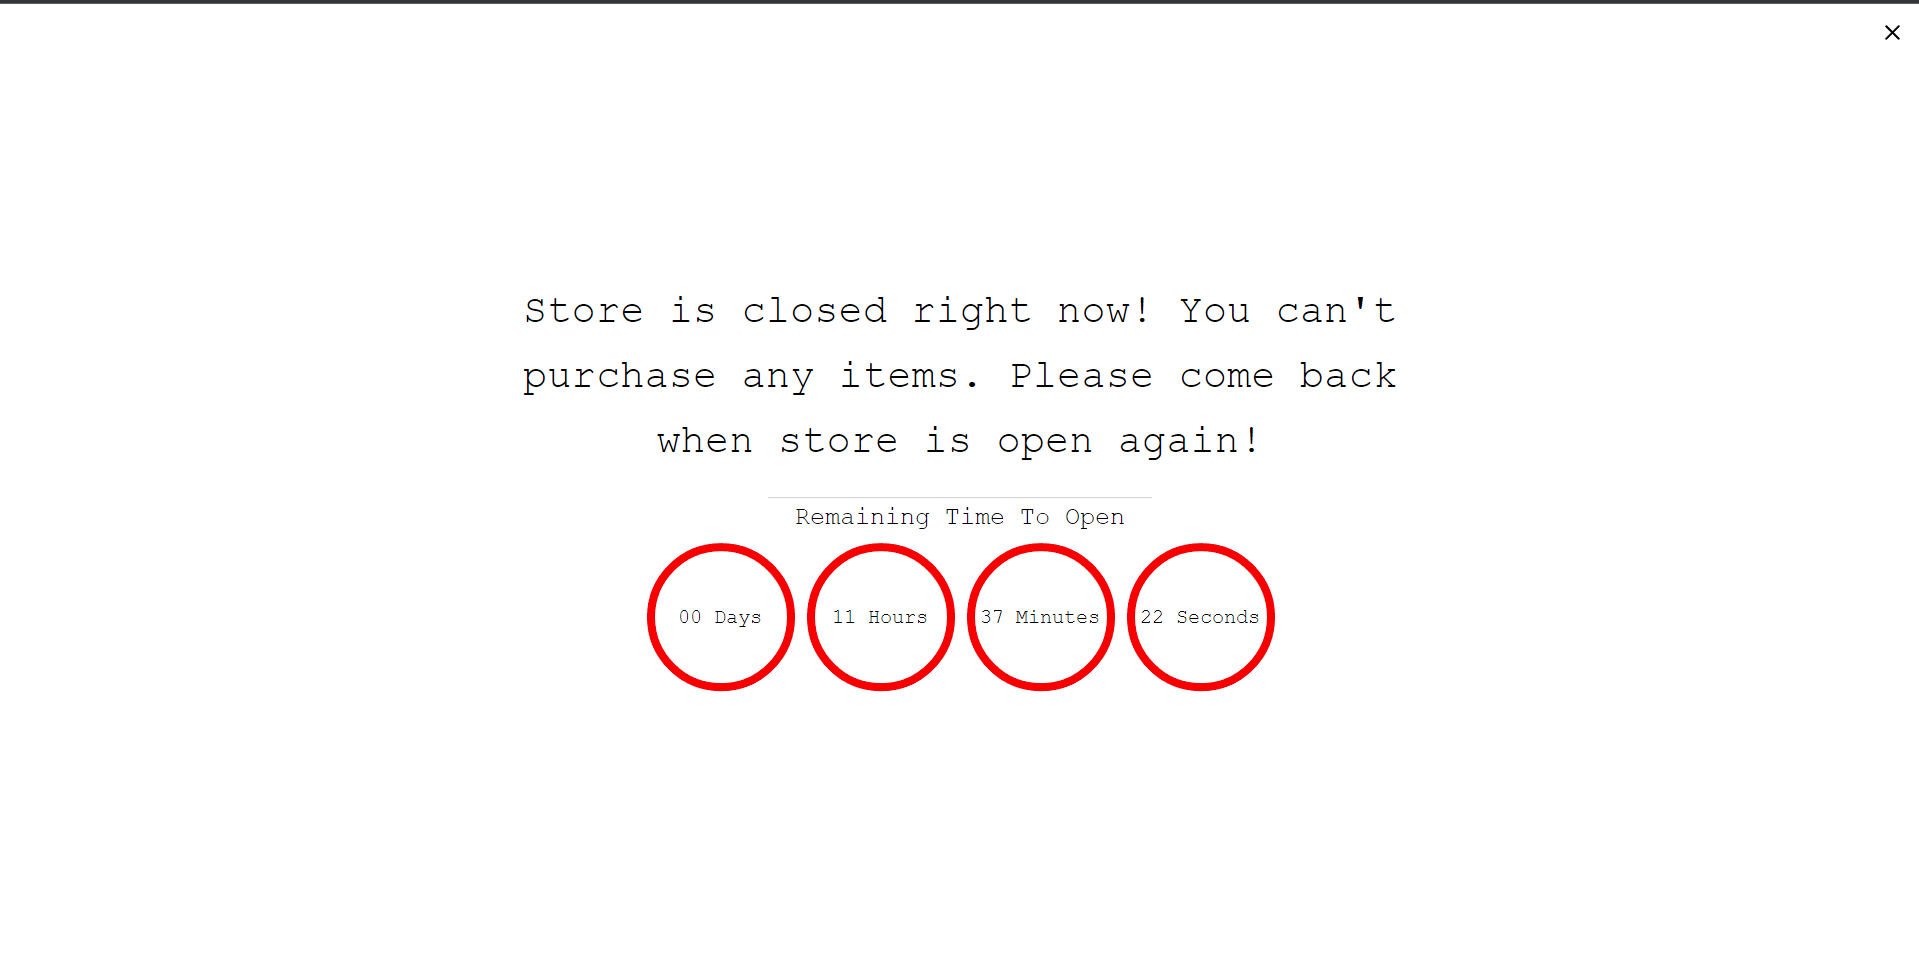 Store is closed right now! You can't
purchase any items. Please come back
when store is open again!
Remaining Time To Open
00 Days 11 Hours 37 Minutes 22 Seconds